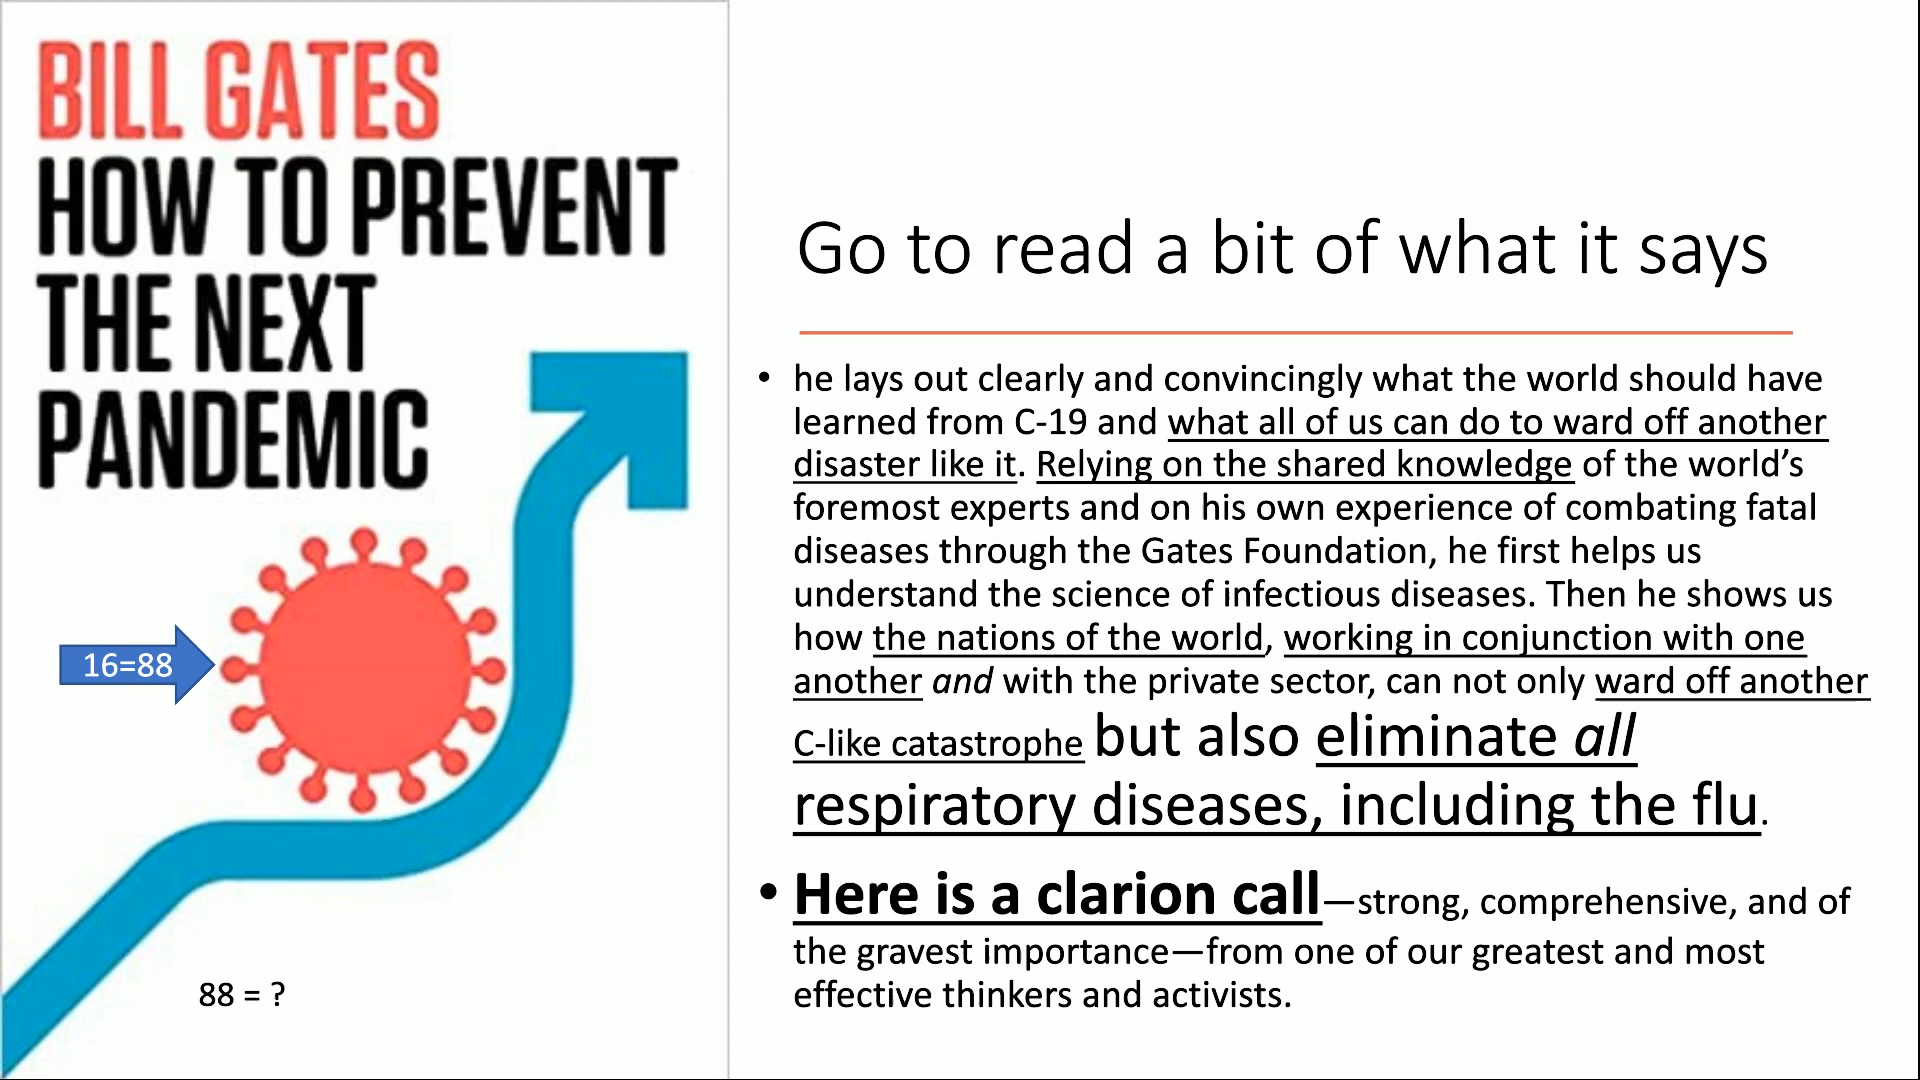 BILL GATES
HOW TO PREVENT
THE NEXT
PANDEMIC
16=88
88 = ?
Go to read a bit of what it says
• he lays out clearly and convincingly what the world should have
learned from C-19 and what all of us can do to ward off another
disaster like it. Relying on the shared knowledge of the world’s
foremost experts and on his own experience of combating fatal
diseases through the Gates Foundation, he first helps us
understand the science of infectious diseases. Then he shows us
how the nations of the world, working in conjunction with one
another and with the private sector, can not only ward off another
C-like catastrophe but also eliminate all
respiratory diseases, including the flu.
• Here is a clarion call—strong, comprehensive, and of
the gravest importance—from one of our greatest and most
effective thinkers and activists.